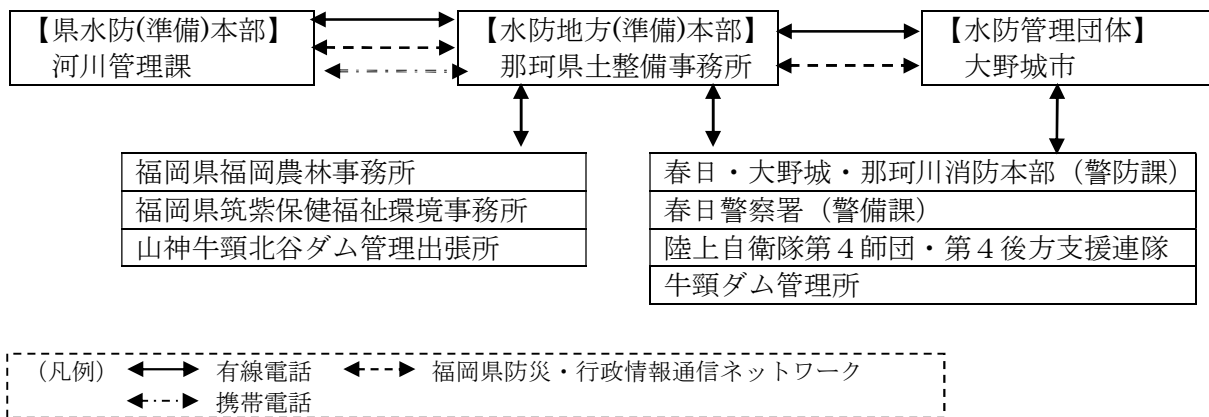 【県水防(準備)本部】
河川管理課
【水防地方(準備)本部】
那珂県土整備事務所
【水防管理団体】
大野城市
福岡県福岡農林事務所
福岡県筑紫保健福祉環境事務所
山神牛頸北谷ダム管理出張所
春日・大野城・那珂川消防本部（警防課）
春日警察署（警備課）
陸上自衛隊第４師団・第４後方支援連隊
牛頸ダム管理所
（凡例） 有線電話 福岡県防災・行政情報通信ネットワーク
携帯電話